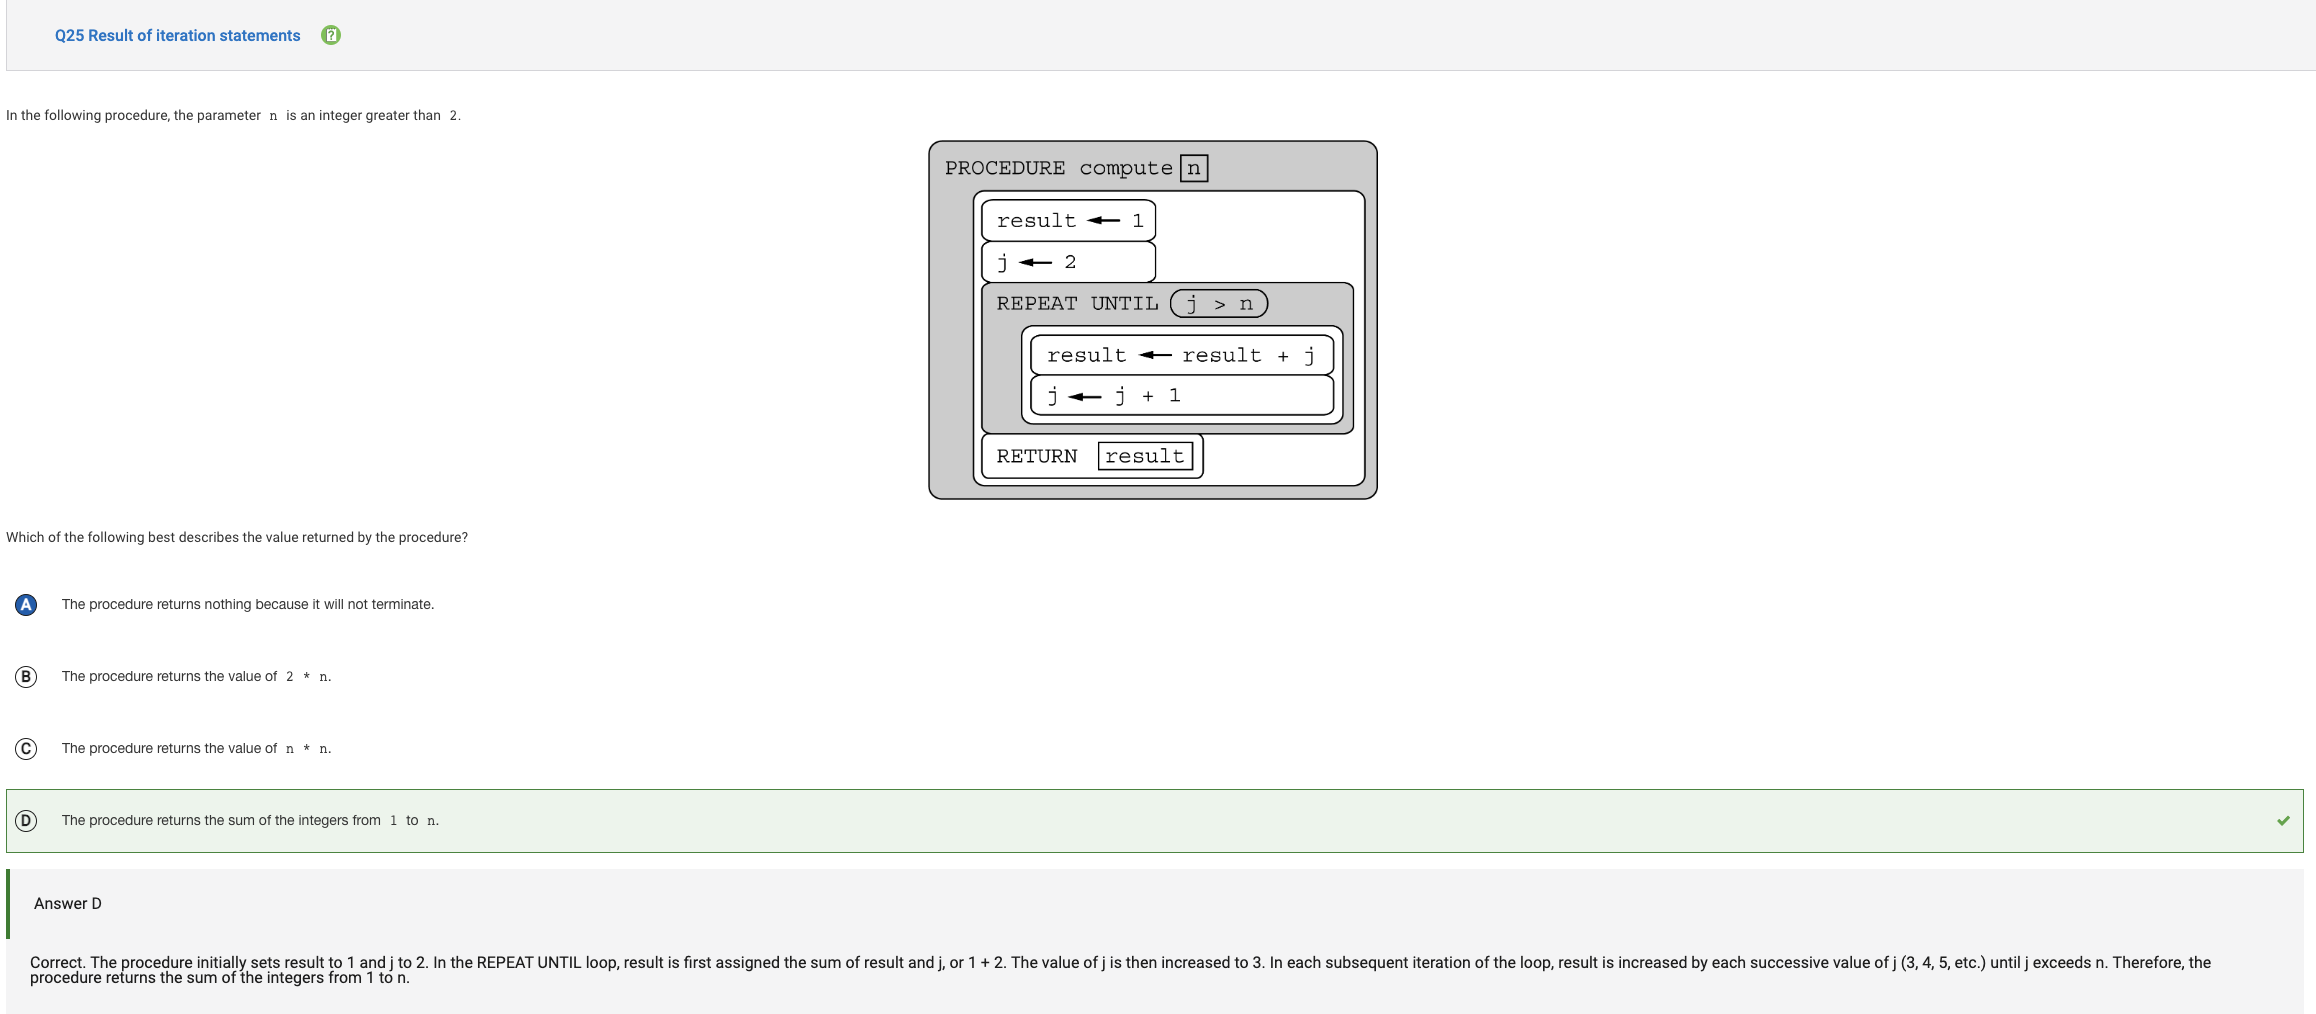 Q25 Result of iteration statements ?
In the following procedure, the parameter n is an integer greater than 2.
PROCEDURE compute n
result ← 1
j ← 2
REPEAT UNTIL j > n
result ← result + j
j ← j + 1
RETURN result
Which of the following best describes the value returned by the procedure?
A The procedure returns nothing because it will not terminate.
B The procedure returns the value of 2 * n.
C The procedure returns the value of n * n.
D The procedure returns the sum of the integers from 1 to n.
Answer D
Correct. The procedure initially sets result to 1 and j to 2. In the REPEAT UNTIL loop, result is first assigned the sum of result and j, or 1 + 2. The value of j is then increased to 3. In each subsequent iteration of the loop, result is increased by each successive value of j (3, 4, 5, etc.) until j exceeds n. Therefore, the
procedure returns the sum of the integers from 1 to n.